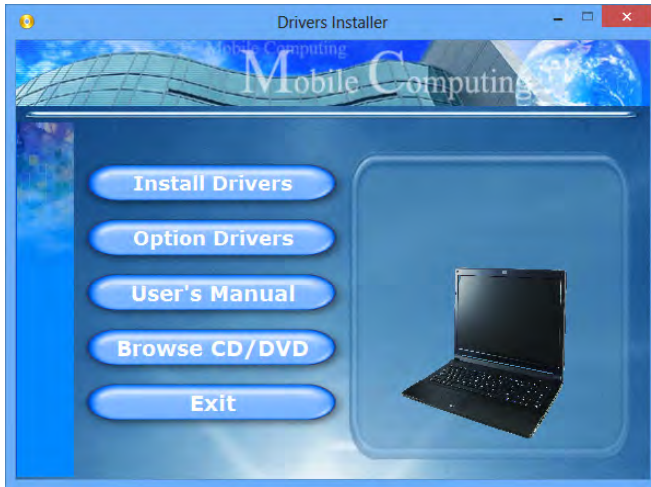 Drivers Installer
Mobile Computing
Mobile Computing
Install Drivers
Option Drivers
User's Manual
Browse CD/DVD
Exit